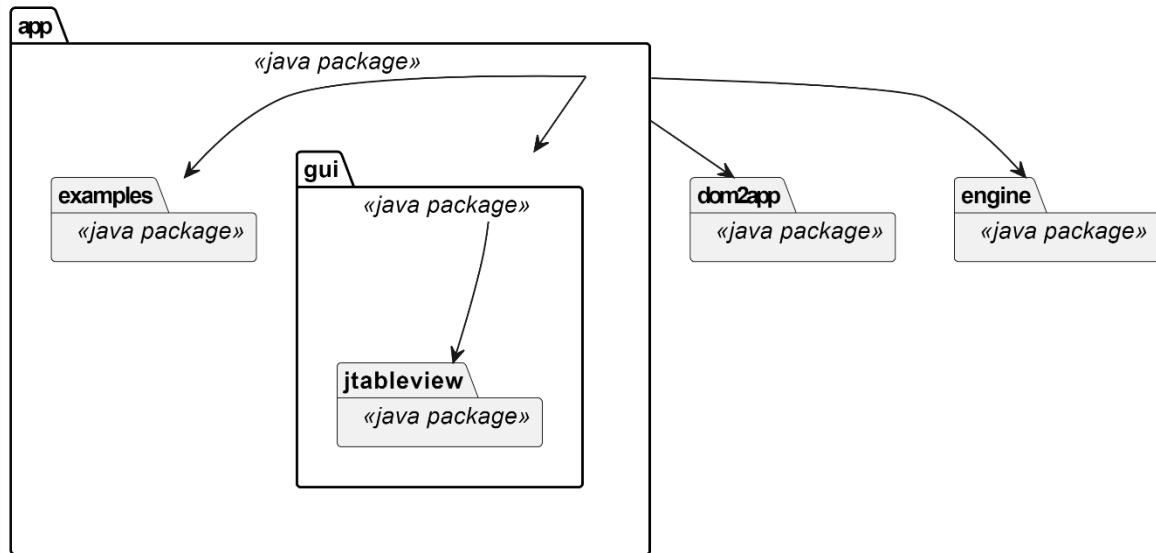 app
«java package»
gui
«java package»
examples
«java package»
dom2app
«java package»
engine
«java package»
jtableview
«java package»